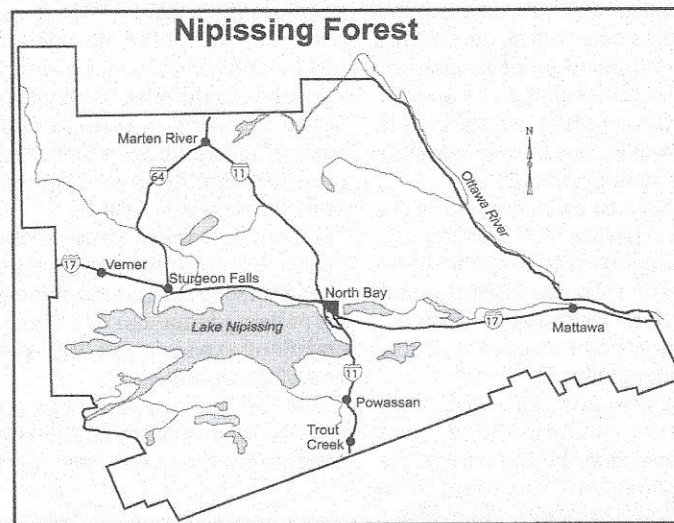 Nipissing Forest
N
Marten River
64
11
Ottawa River
17
Verner
Sturgeon Falls
North Bay
Lake Nipissing
17
Mattawa
11
Powassan
Trout
Creek